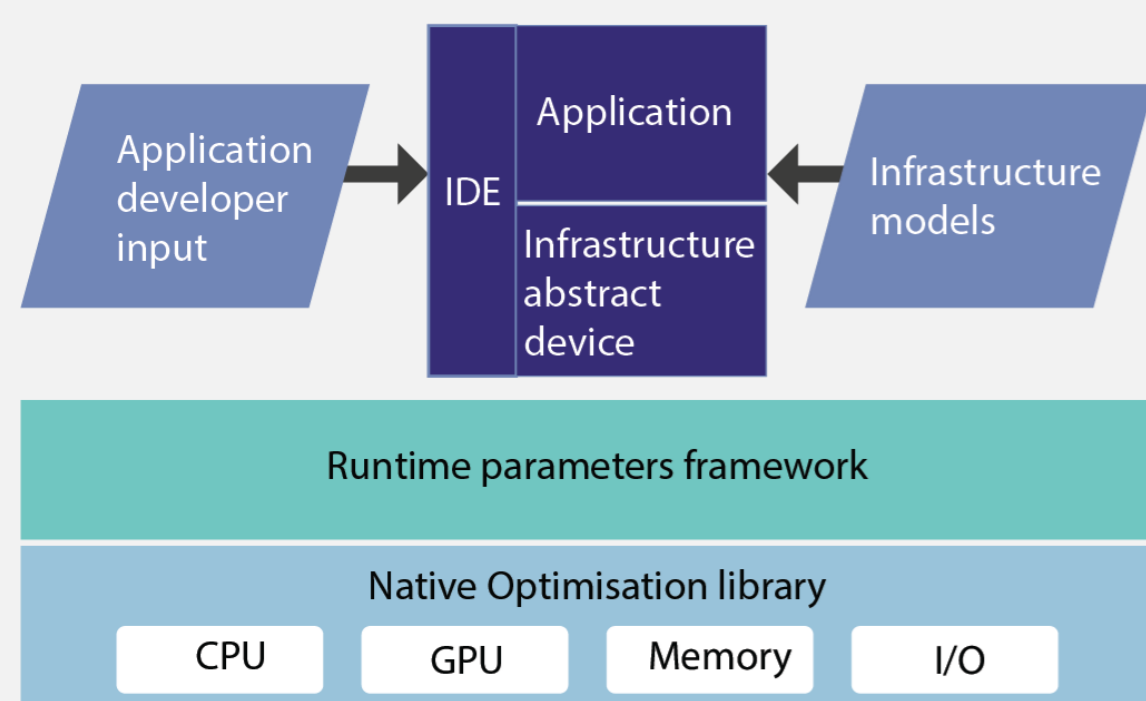 Application
developer
input
IDE
Application
Infrastructure
abstract
device
Infrastructure
models
Runtime parameters framework
Native Optimisation library
CPU
GPU
Memory
I/O